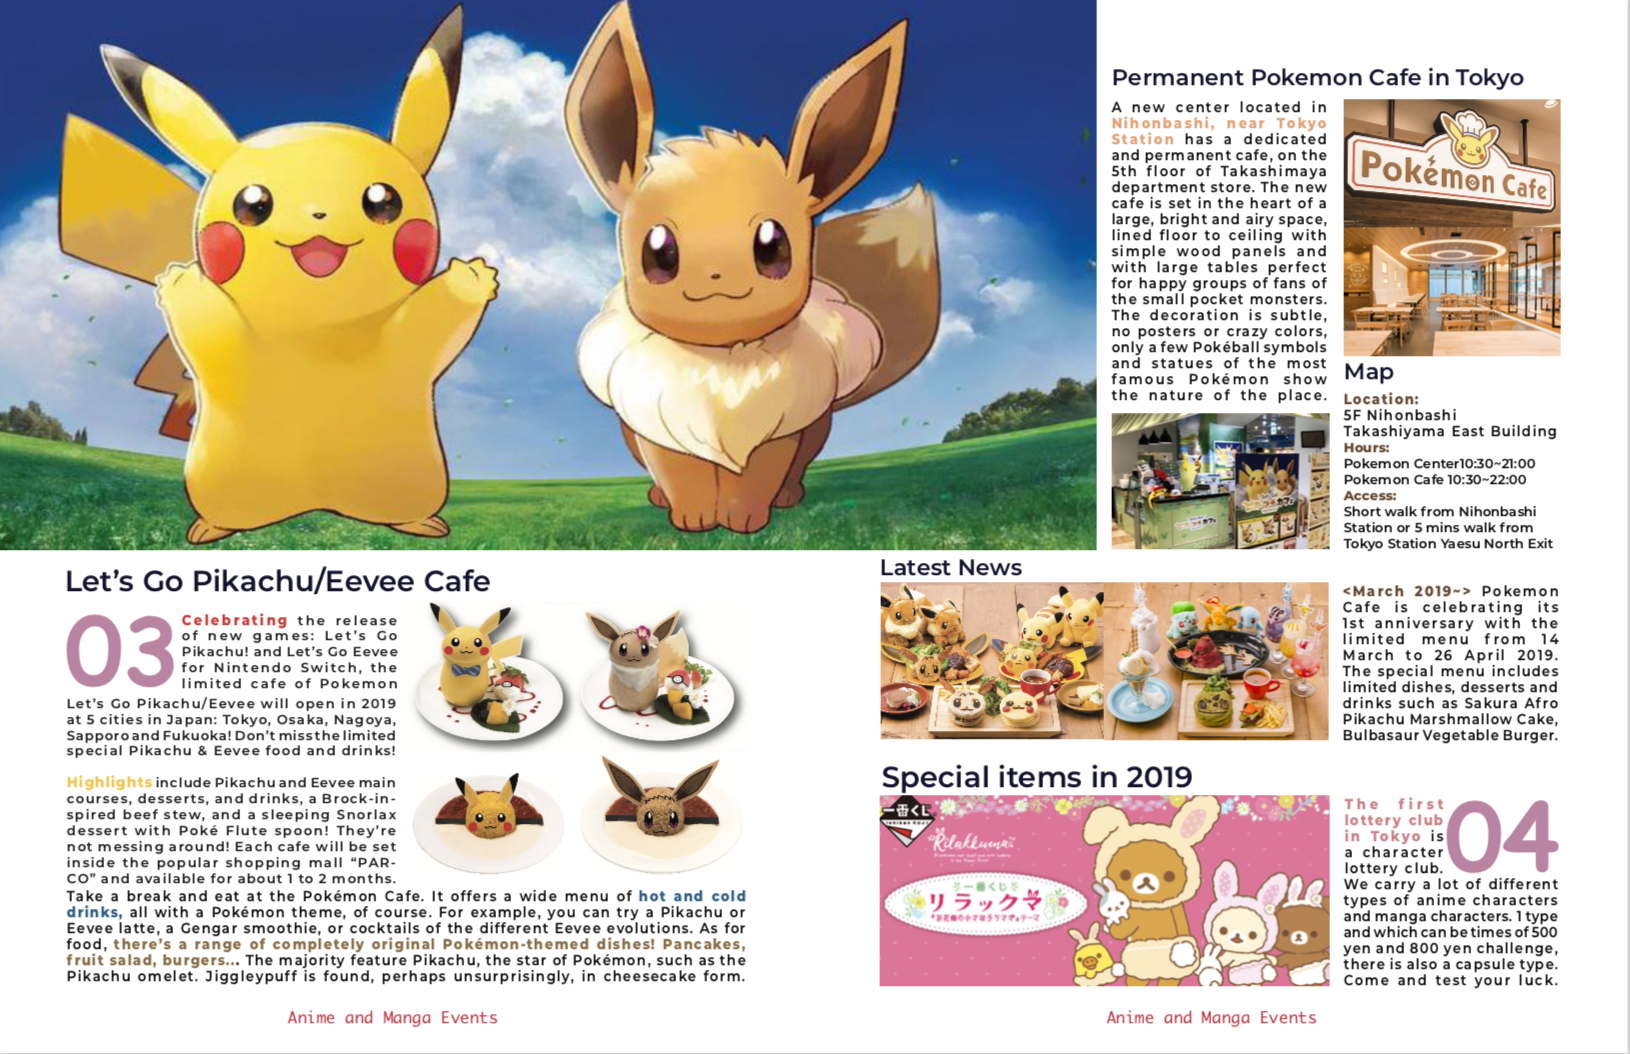 Permanent Pokemon Cafe in Tokyo
A new center located in
Nihonbashi, near Tokyo
Station has a dedicated
and permanent cafe, on the
5th floor of Takashimaya
department store. The new
cafe is set in the heart of a
large, bright and airy space,
lined floor to ceiling with
simple wood panels and
with large tables perfect
for happy groups of fans of
the small pocket monsters.
The decoration is subtle,
no posters or crazy colors,
only a few Pokéball symbols
and statues of the most
famous Pokémon show
the nature of the place.
Pokémon Cafe
Map
Location:
5F Nihonbashi
Takashiyama East Building
Hours:
Pokemon Center10:30~21:00
Pokemon Cafe 10:30~22:00
Access:
Short walk from Nihonbashi
Station or 5 mins walk from
Tokyo Station Yaesu North Exit
Let's Go Pikachu/Eevee Cafe
03
Celebrating the release
of new games: Let's Go
Pikachu! and Let's Go Eevee
for Nintendo Switch, the
limited cafe of Pokemon
Let's Go Pikachu/Eevee will open in 2019
at 5 cities in Japan: Tokyo, Osaka, Nagoya,
Sapporo and Fukuoka! Don't miss the limited
special Pikachu & Eevee food and drinks!
Highlights include Pikachu and Eevee main
courses, desserts, and drinks, a Brock-in-
spired beef stew, and a sleeping Snorlax
dessert with Poké Flute spoon! They're
not messing around! Each cafe will be set
inside the popular shopping mall “PAR-
CO” and available for about 1 to 2 months.
Take a break and eat at the Pokémon Cafe. It offers a wide menu of hot and cold
drinks, all with a Pokémon theme, of course. For example, you can try a Pikachu or
Eevee latte, a Gengar smoothie, or cocktails of the different Eevee evolutions. As for
food, there's a range of completely original Pokémon-themed dishes! Pancakes,
fruit salad, burgers... The majority feature Pikachu, the star of Pokémon, such as the
Pikachu omelet. Jiggleypuff is found, perhaps unsurprisingly, in cheesecake form.
Anime and Manga Events
Latest News
<March 2019~> Pokemon
Cafe is celebrating its
1st anniversary with the
limited menu from 14
March to 26 April 2019.
The special menu includes
limited dishes, desserts and
drinks such as Sakura Afro
Pikachu Marshmallow Cake,
Bulbasaur Vegetable Burger.
Special items in 2019
一番くじ
Rilakkuma
一番くじ
リラックマ
The first
lottery club
in Tokyo is
a character
lottery club.
04
We carry a lot of different
types of anime characters
and manga characters. 1 type
and which can be times of 500
yen and 800 yen challenge,
there is also a capsule type.
Come and test your luck.
Anime and Manga Events